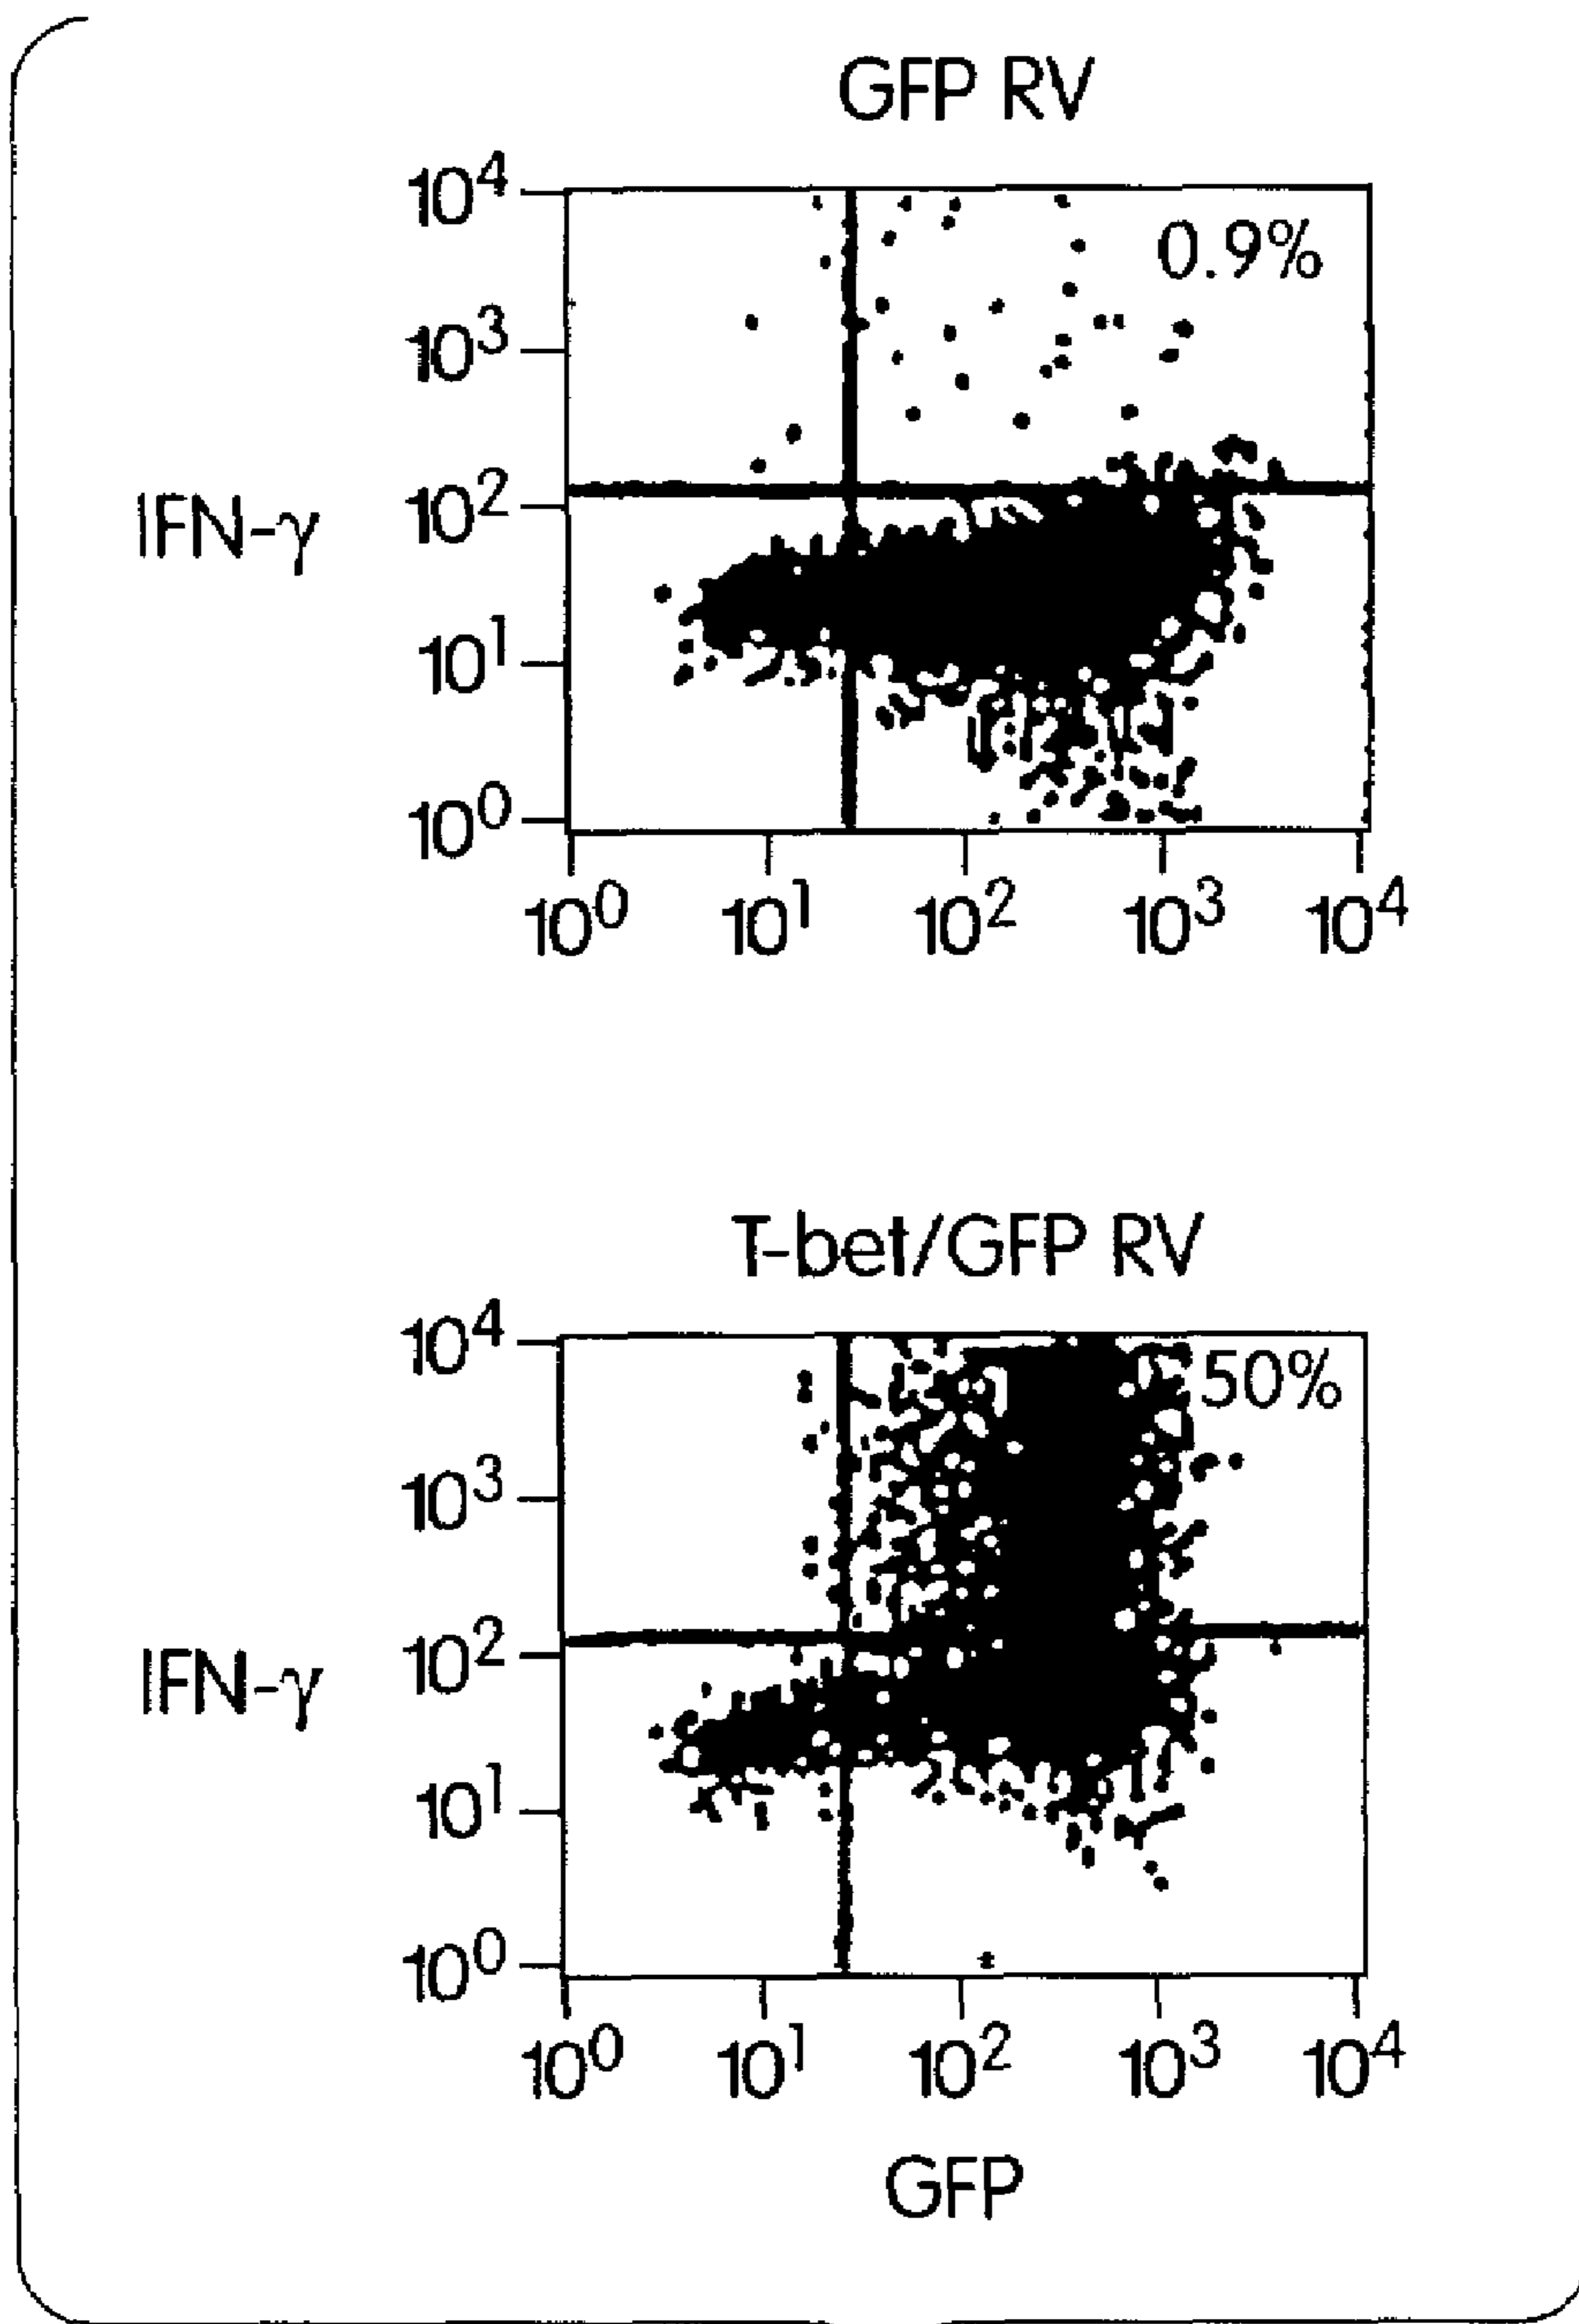 GFP RV
10⁴
0.9%
10³
10²
IFN-γ
10¹
10⁰
10⁰ 10¹ 10² 10³ 10⁴
T-bet/GFP RV
10⁴
50%
10³
10²
IFN-γ
10¹
10⁰
10⁰ 10¹ 10² 10³ 10⁴
GFP